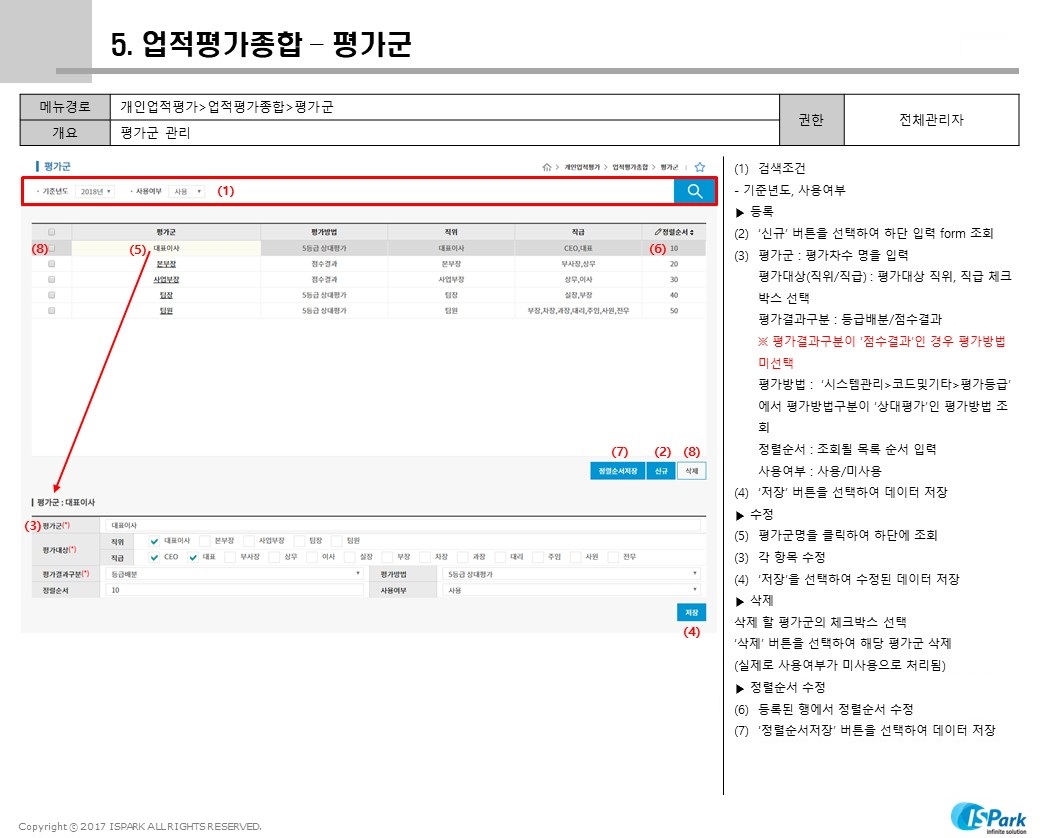 5. 업적평가종합 – 평가군
메뉴경로 개인업적평가>업적평가종합>평가군 권한 전체관리자
개요 평가군 관리
평가군 개인업적평가 > 업적평가종합 > 평가군
· 기준년도 2018년 · 사용여부 사용 (1)
평가군 평가방법 직위 직급 정렬순서
(8) (5) 대표이사 5등급 상대평가 대표이사 CEO,대표 (6) 10
본부장 점수결과 본부장 부사장,상무 20
사업부장 점수결과 사업부장 상무,이사 30
팀장 5등급 상대평가 팀장 실장,부장 40
팀원 5등급 상대평가 팀원 부장,차장,과장,대리,주임,사원,전무 50
(7) (2) (8)
정렬순서저장 신규 삭제
평가군 : 대표이사
(3) 평가군(*) 대표이사
평가대상(*) 직위 대표이사 본부장 사업부장 팀장 팀원
직급 CEO 대표 부사장 상무 이사 실장 부장 차장 과장 대리 주임 사원 전무
평가결과구분(*) 등급배분 평가방법 5등급 상대평가
정렬순서 10 사용여부 사용
저장
(4)
(1) 검색조건
- 기준년도, 사용여부
▶ 등록
(2) ‘신규’ 버튼을 선택하여 하단 입력 form 조회
(3) 평가군 : 평가차수 명을 입력
평가대상(직위/직급) : 평가대상 직위, 직급 체크
박스 선택
평가결과구분 : 등급배분/점수결과
※ 평가결과구분이 ‘점수결과’인 경우 평가방법
미선택
평가방법 : ‘시스템관리>코드및기타>평가등급’
에서 평가방법구분이 ‘상대평가’인 평가방법 조
회
정렬순서 : 조회될 목록 순서 입력
사용여부 : 사용/미사용
(4) ‘저장’ 버튼을 선택하여 데이터 저장
▶ 수정
(5) 평가군명을 클릭하여 하단에 조회
(3) 각 항목 수정
(4) ‘저장’을 선택하여 수정된 데이터 저장
▶ 삭제
삭제 할 평가군의 체크박스 선택
‘삭제’ 버튼을 선택하여 해당 평가군 삭제
(실제로 사용여부가 미사용으로 처리됨)
▶ 정렬순서 수정
(6) 등록된 행에서 정렬순서 수정
(7) ‘정렬순서저장’ 버튼을 선택하여 데이터 저장
Copyright ⓒ 2017 ISPARK ALL RIGHTS RESERVED.
ISPark
infinite solution